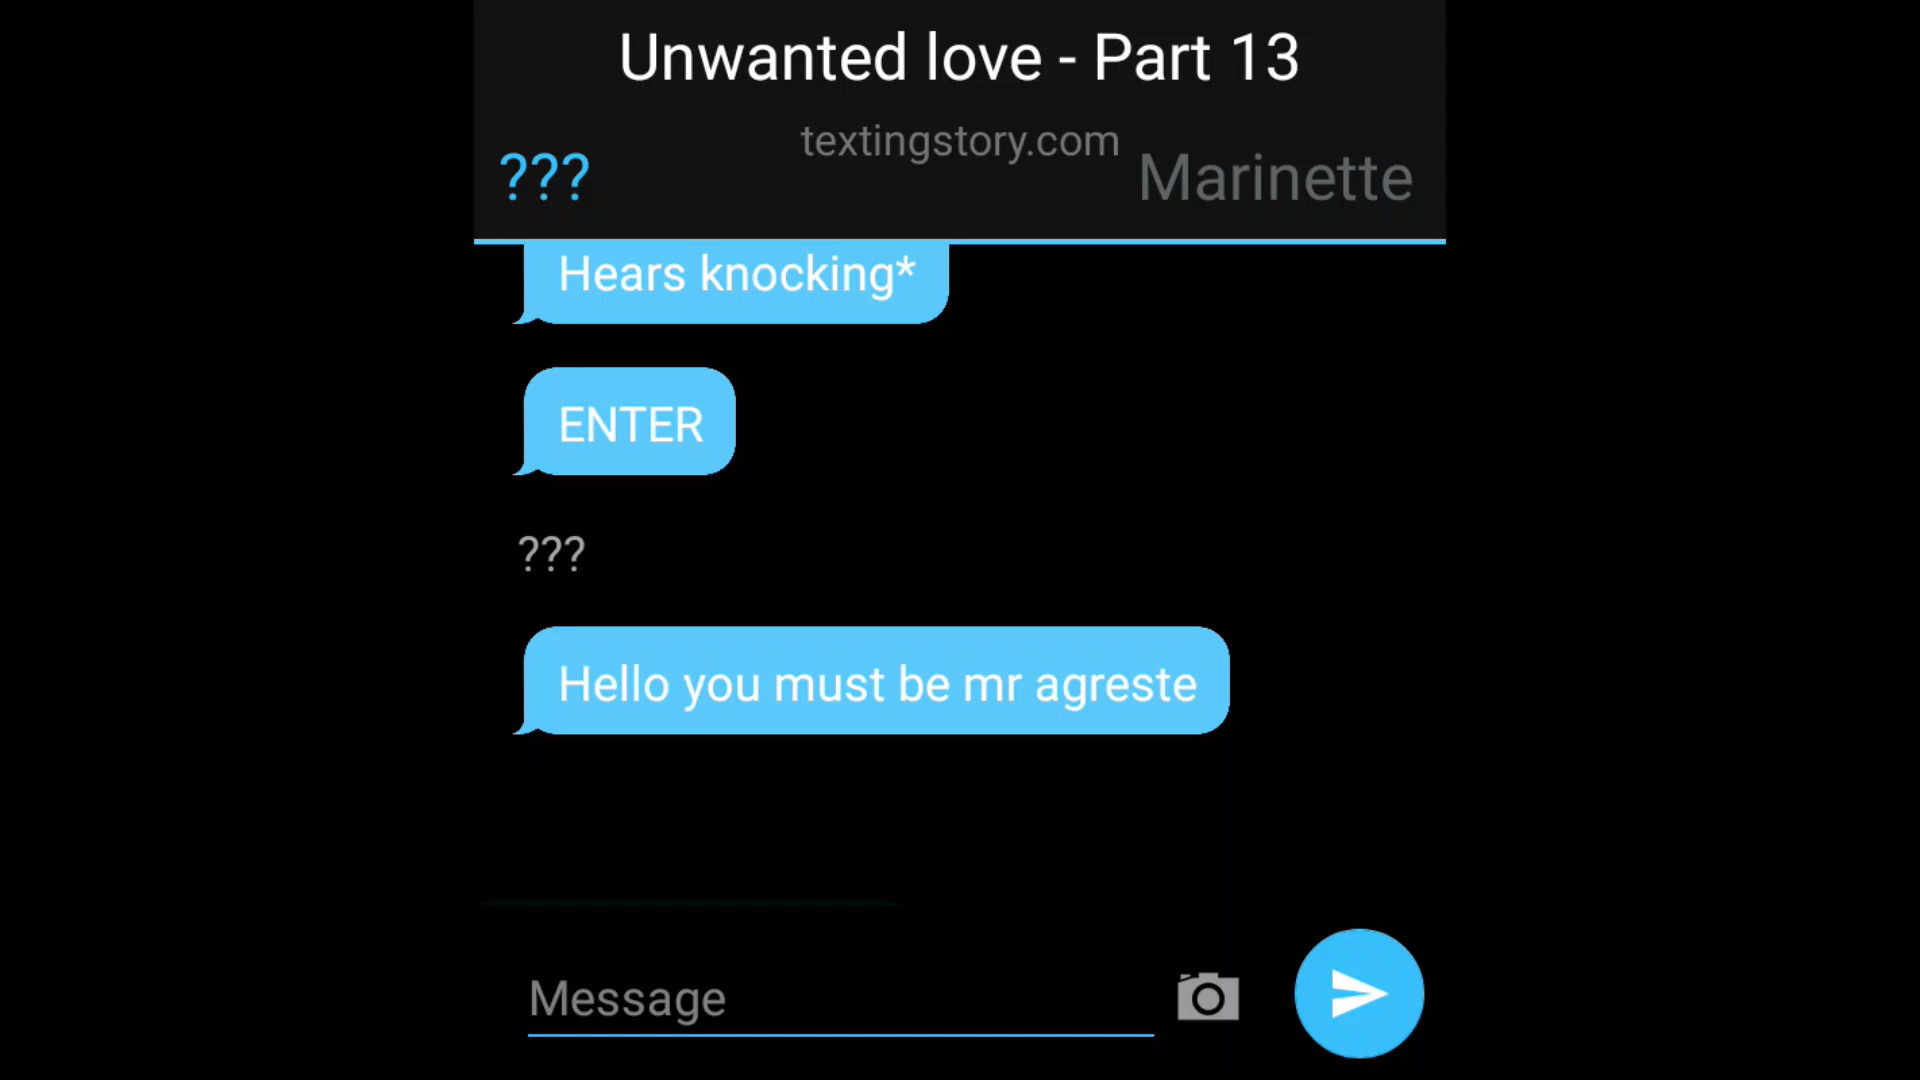 Unwanted love - Part 13
textingstory.com
???
Marinette
Hears knocking*
ENTER
???
Hello you must be mr agreste
Message